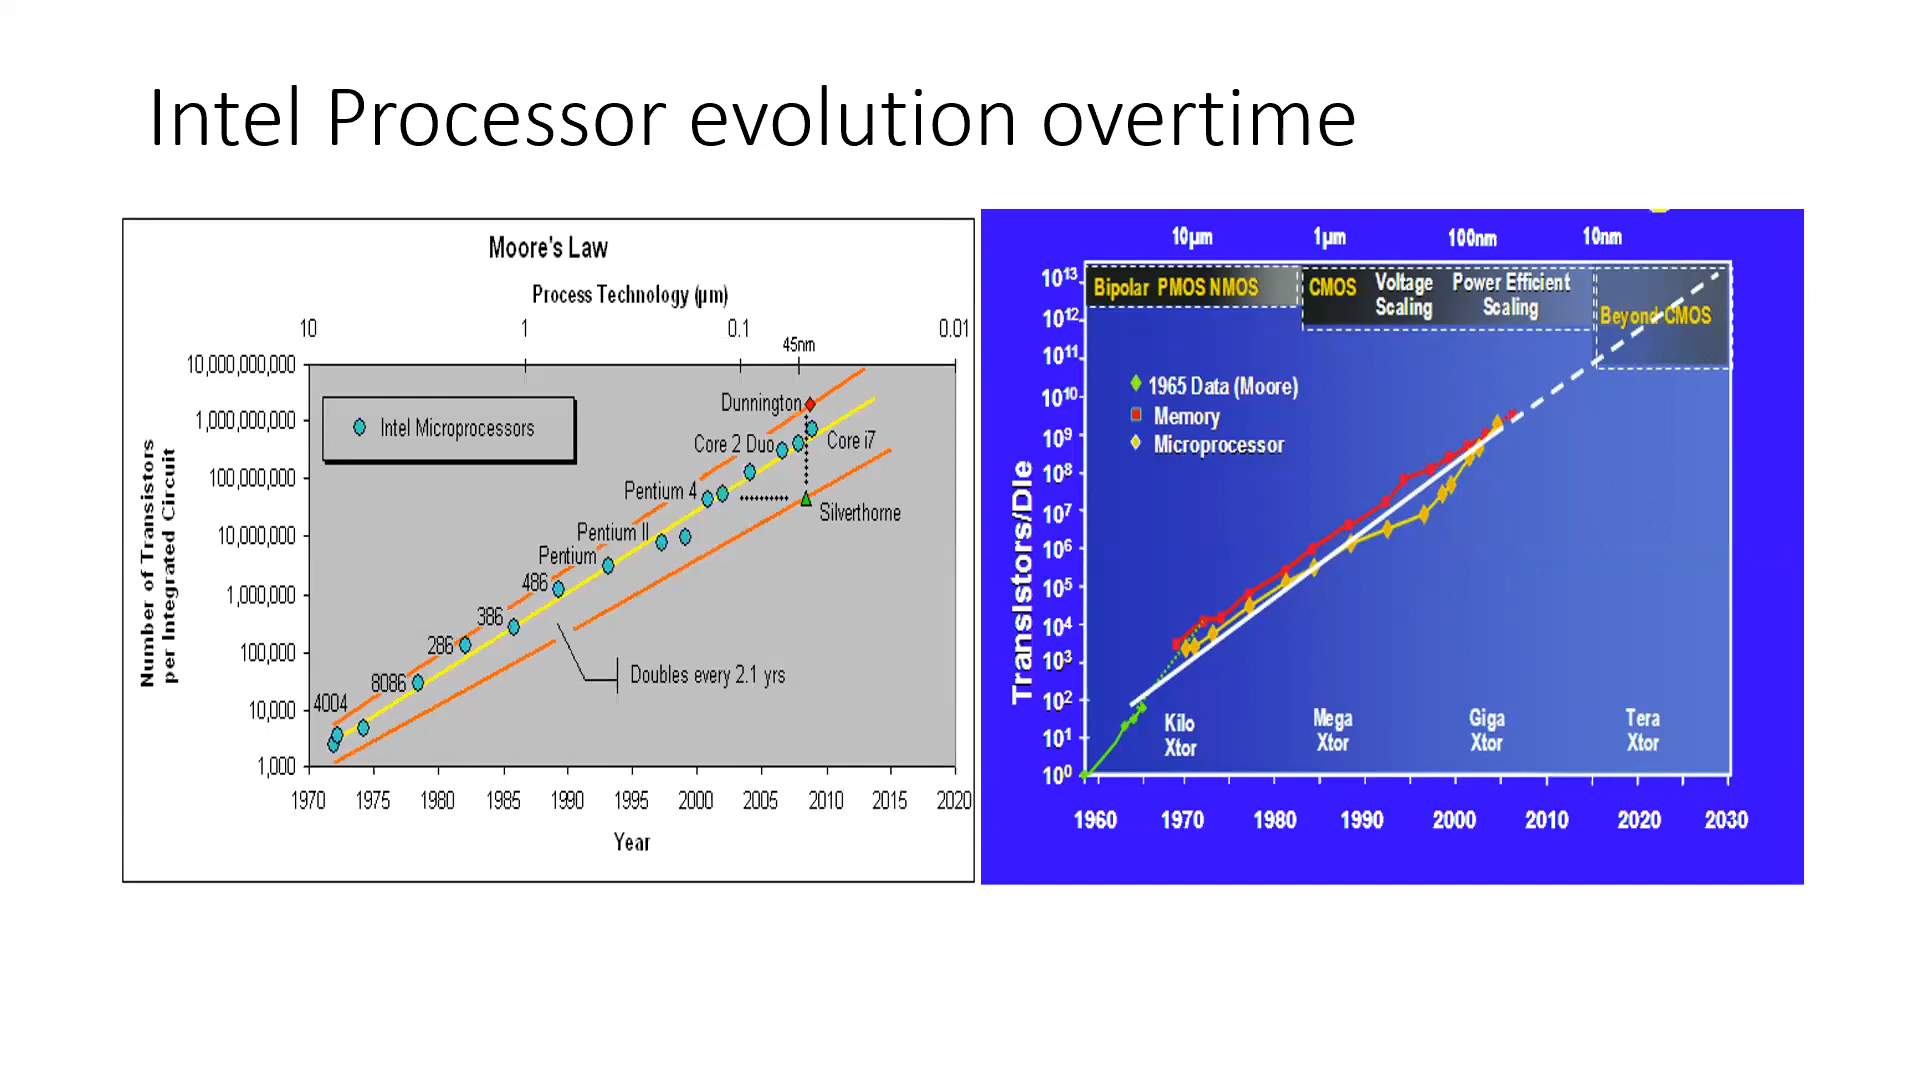 Intel Processor evolution overtime
Moore's Law
Process Technology (µm)
10 1 0.1 0.01
45nm
Number of Transistors
per Integrated Circuit
10,000,000,000
1,000,000,000
100,000,000
10,000,000
1,000,000
100,000
10,000
1,000
Intel Microprocessors
Dunnington
Core 2 Duo
Core i7
Pentium 4
Silverthorne
Pentium II
Pentium
486
386
286
8086
4004
Doubles every 2.1 yrs
1970 1975 1980 1985 1990 1995 2000 2005 2010 2015 2020
Year
10µm 1µm 100nm 10nm
Transistors/Die
10¹³
10¹²
10¹¹
10¹⁰
10⁹
10⁸
10⁷
10⁶
10⁵
10⁴
10³
10²
10¹
10⁰
Bipolar PMOS NMOS
CMOS
Voltage
Scaling
Power Efficient
Scaling
Beyond CMOS
1965 Data (Moore)
Memory
Microprocessor
Kilo
Xtor
Mega
Xtor
Giga
Xtor
Tera
Xtor
1960 1970 1980 1990 2000 2010 2020 2030